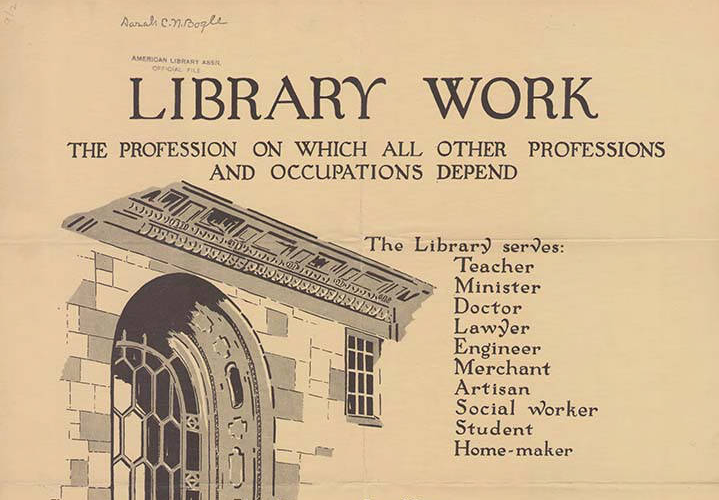 Sarah C. N. Bogle
AMERICAN LIBRARY ASSN.
OFFICIAL FILE
LIBRARY WORK
THE PROFESSION ON WHICH ALL OTHER PROFESSIONS
AND OCCUPATIONS DEPEND
The Library serves:
Teacher
Minister
Doctor
Lawyer
Engineer
Merchant
Artisan
Social worker
Student
Home-maker